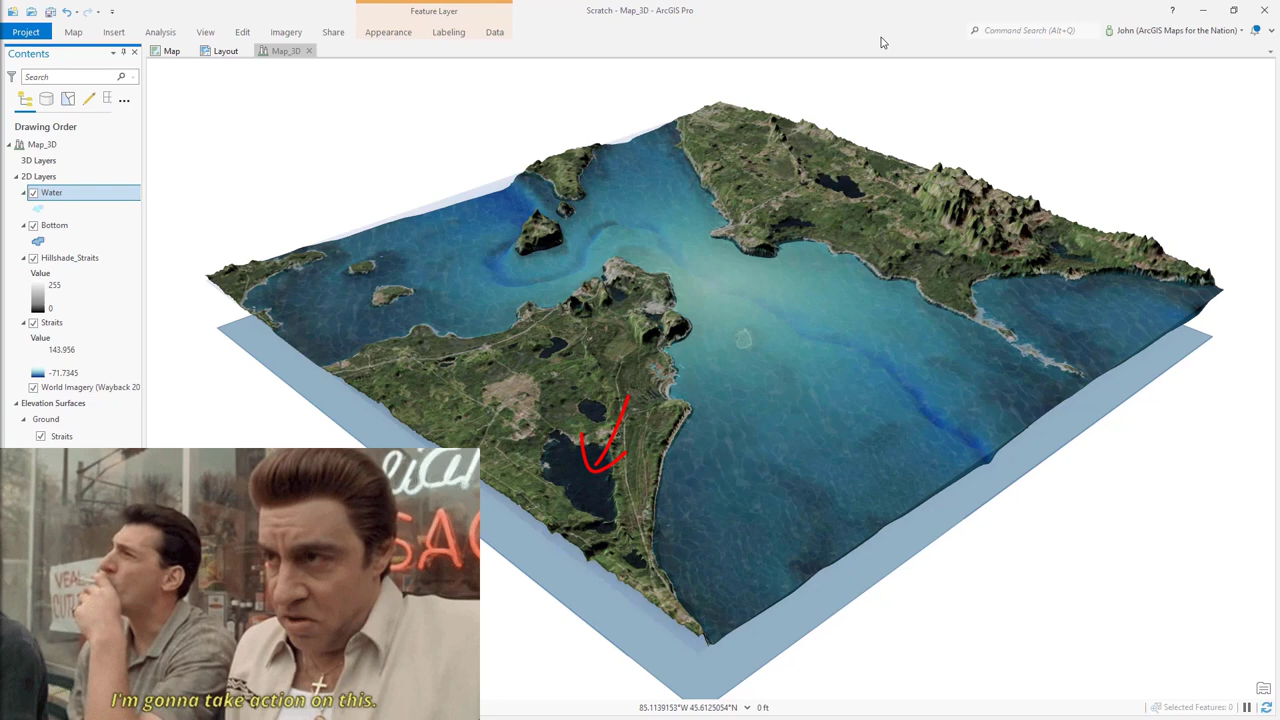 Feature Layer
Scratch - Map_3D - ArcGIS Pro
Project Map Insert Analysis View Edit Imagery Share Appearance Labeling Data
Command Search (Alt+Q)
John (ArcGIS Maps for the Nation)
Contents
Map Layout Map_3D
Search
Drawing Order
Map_3D
3D Layers
2D Layers
Water
Bottom
Hillshade_Straits
Value
255
0
Straits
Value
143.956
-71.7345
World Imagery (Wayback 20
Elevation Surfaces
Ground
Straits
VEAL
I'm gonna take action on this.
85.1139153°W 45.6125054°N
0 ft
Selected Features: 0